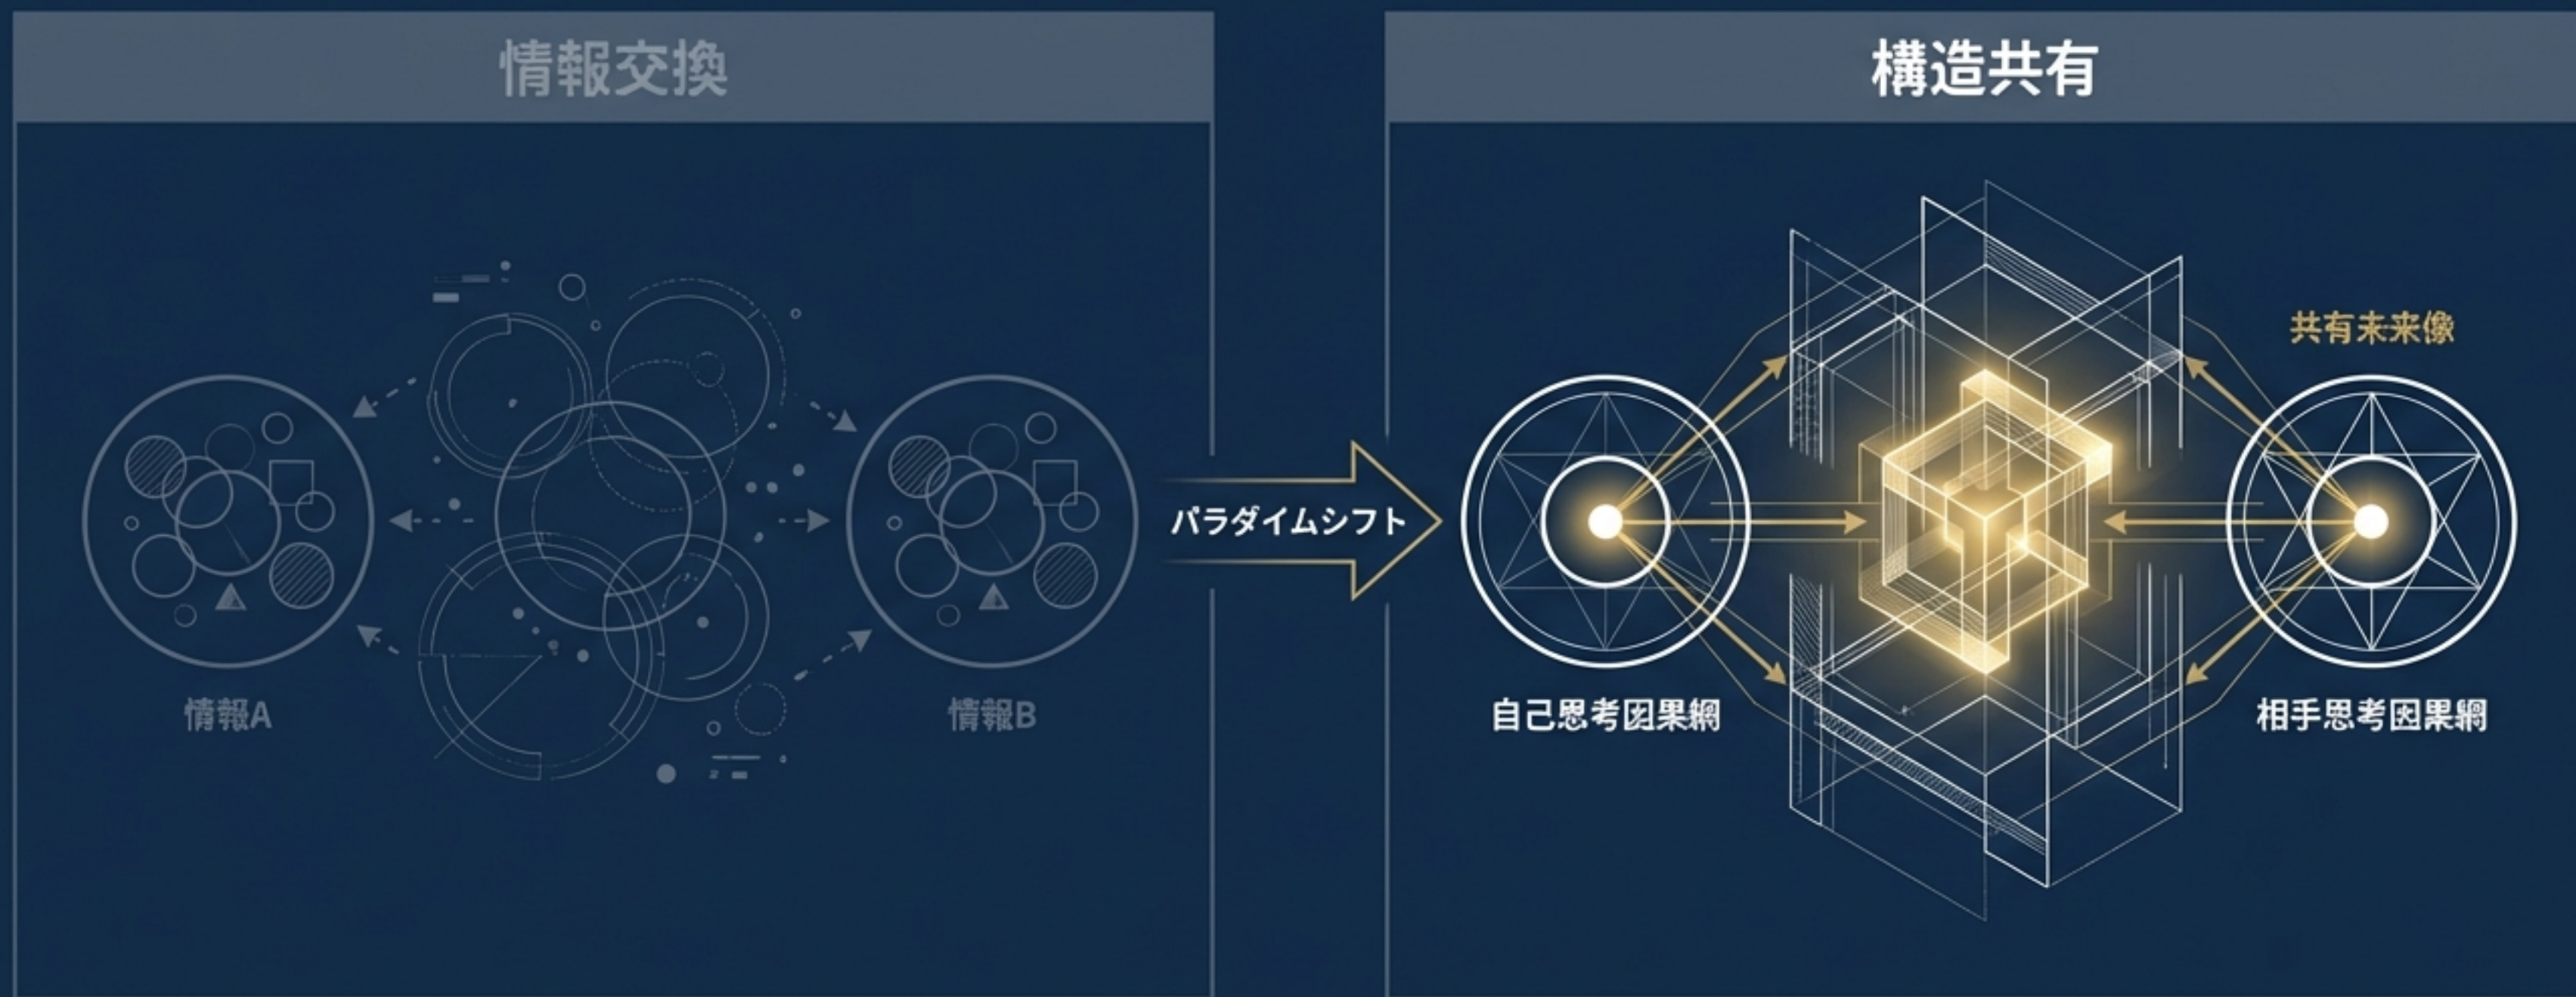 情報交換
情報A
情報B
パラダイムシフト
構造共有
共有未来像
自己思考因果網
相手思考因果網